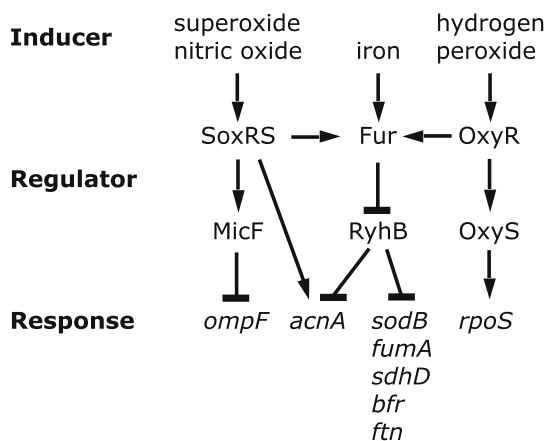 Inducer
superoxide
nitric oxide
iron
hydrogen
peroxide
SoxRS
Fur
OxyR
Regulator
MicF
RyhB
OxyS
Response
ompF
acnA
sodB
fumA
sdhD
bfr
ftn
rpoS